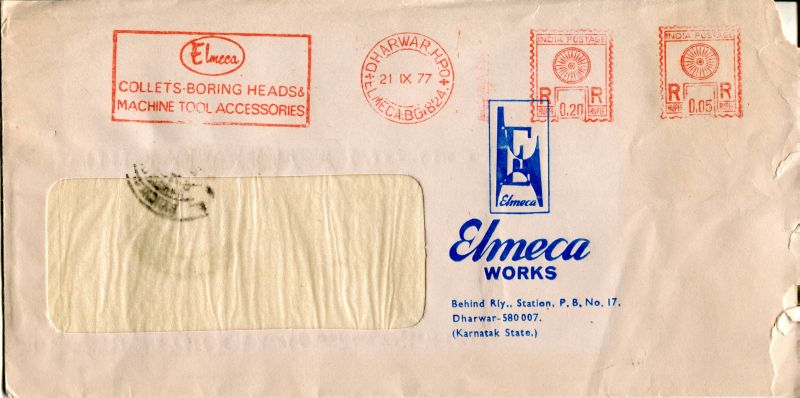 Elmeca
COLLETS·BORING HEADS&
MACHINE TOOL ACCESSORIES
DHARWAR.H.P.O
21 IX 77
ELMECA.BG.824.
INDIA POSTAGE
R 0.20 R
INDIA POSTAGE
R 0.05 R
E
Elmeca
Elmeca
WORKS
Behind Rly., Station, P. B, No. 17,
Dharwar-580 007.
(Karnatak State.)